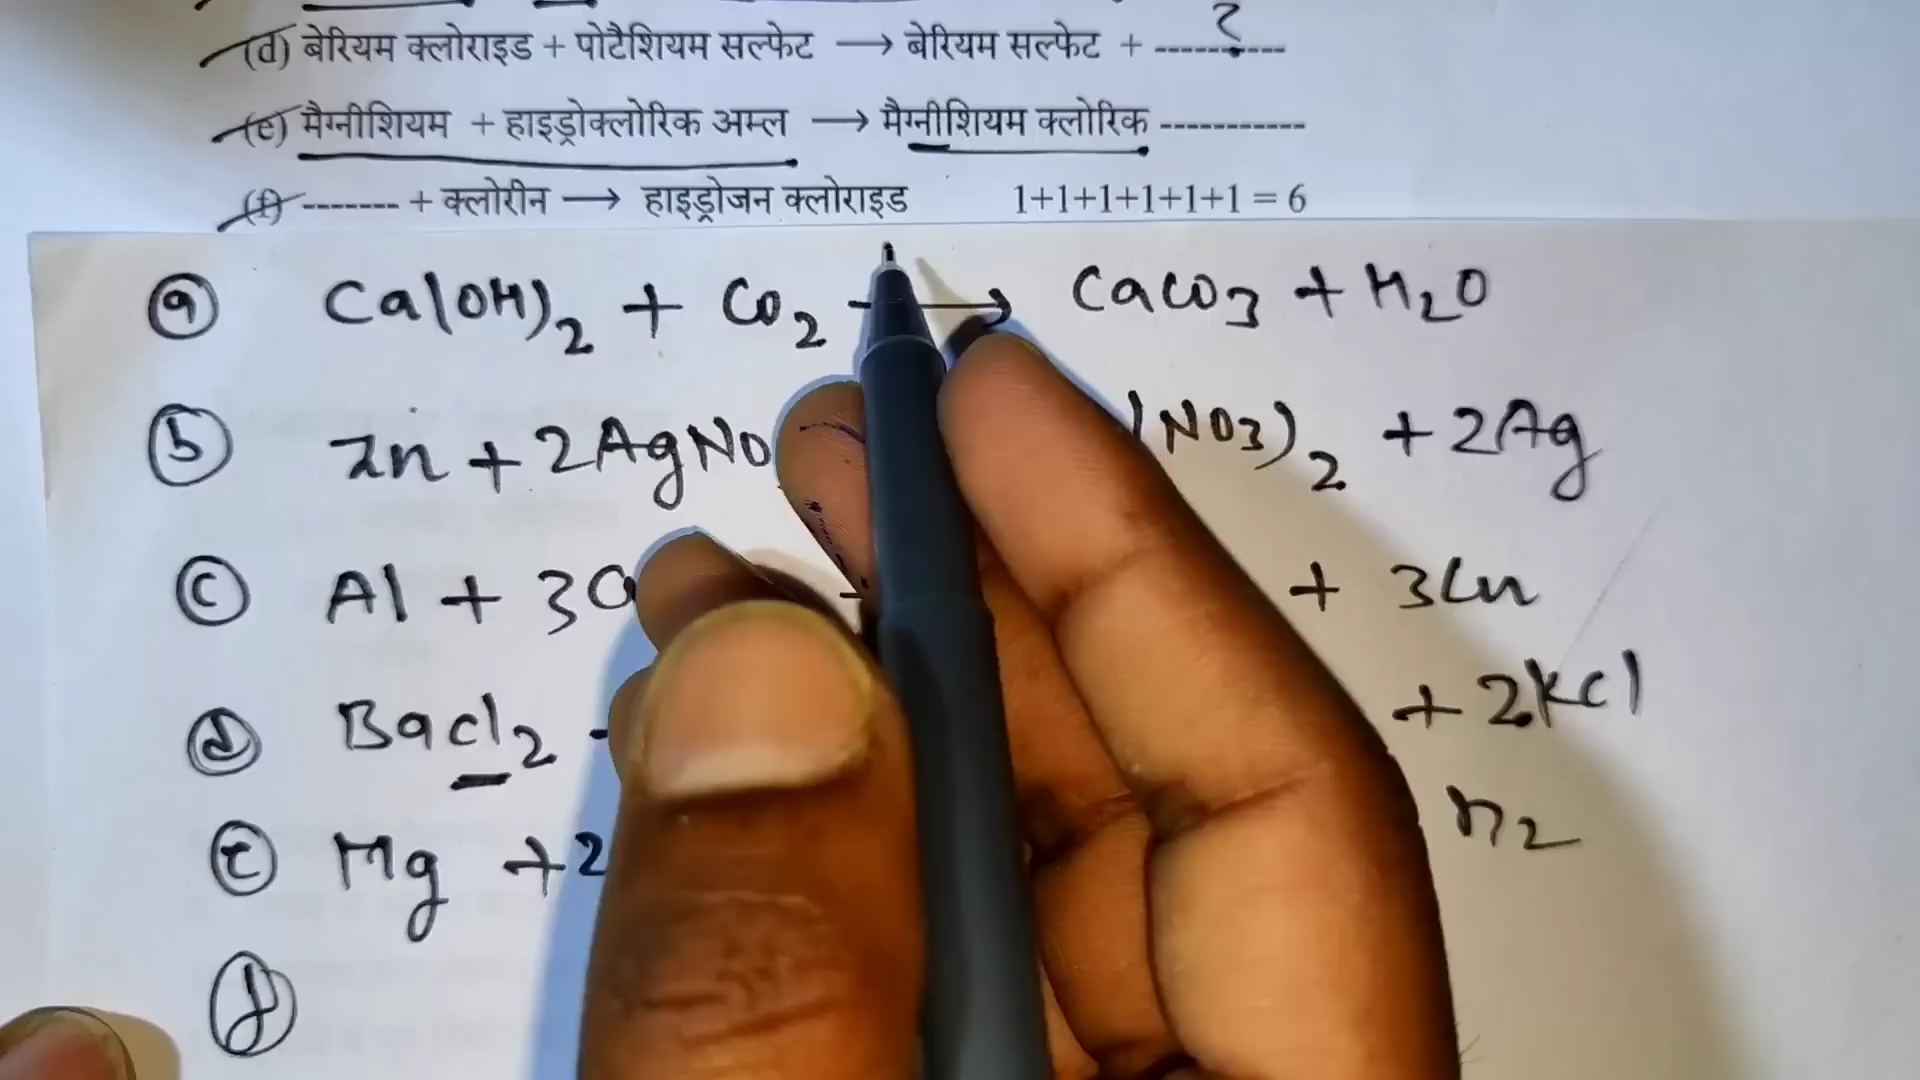 (d) बेरियम क्लोराइड + पोटैशियम सल्फेट ⟶ बेरियम सल्फेट + ---------- ?
(e) मैग्नीशियम + हाइड्रोक्लोरिक अम्ल ⟶ मैग्नीशियम क्लोरिक -----------
(f) ------- + क्लोरीन ⟶ हाइड्रोजन क्लोराइड 1+1+1+1+1+1 = 6
(a) Ca(OH)2 + CO2 → CaCO3 + H2O
(b) Zn + 2AgNO (NO3)2 + 2Ag
(c) Al + 3C + 3Cu
(d) BaCl2 + 2KCl
(e) Mg + 2 H2
(f)